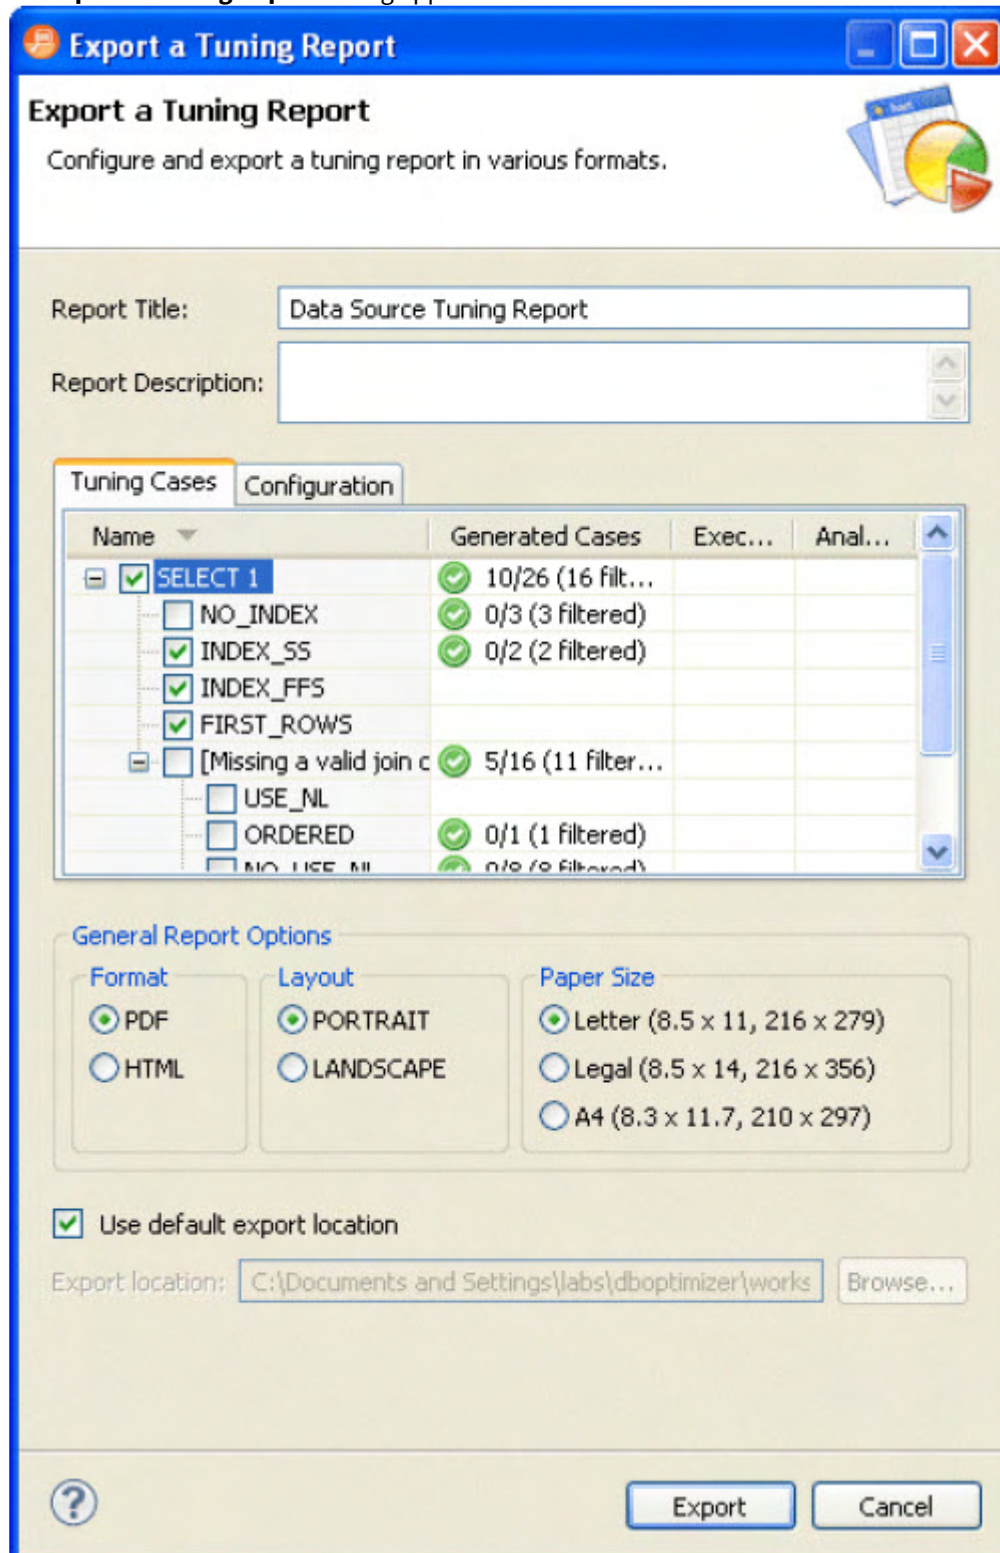 Export a Tuning Report
Export a Tuning Report
Configure and export a tuning report in various formats.
Report Title: Data Source Tuning Report
Report Description:
Tuning Cases Configuration
Name Generated Cases Exec... Anal...
SELECT 1 10/26 (16 filt...
NO_INDEX 0/3 (3 filtered)
INDEX_SS 0/2 (2 filtered)
INDEX_FFS
FIRST_ROWS
[Missing a valid join c 5/16 (11 filter...
USE_NL
ORDERED 0/1 (1 filtered)
NO_USE_NL 0/8 (8 filtered)
General Report Options
Format Layout Paper Size
PDF PORTRAIT Letter (8.5 x 11, 216 x 279)
HTML LANDSCAPE Legal (8.5 x 14, 216 x 356)
A4 (8.3 x 11.7, 210 x 297)
Use default export location
Export location: C:\Documents and Settings\labs\dboptimizer\works Browse...
Export Cancel